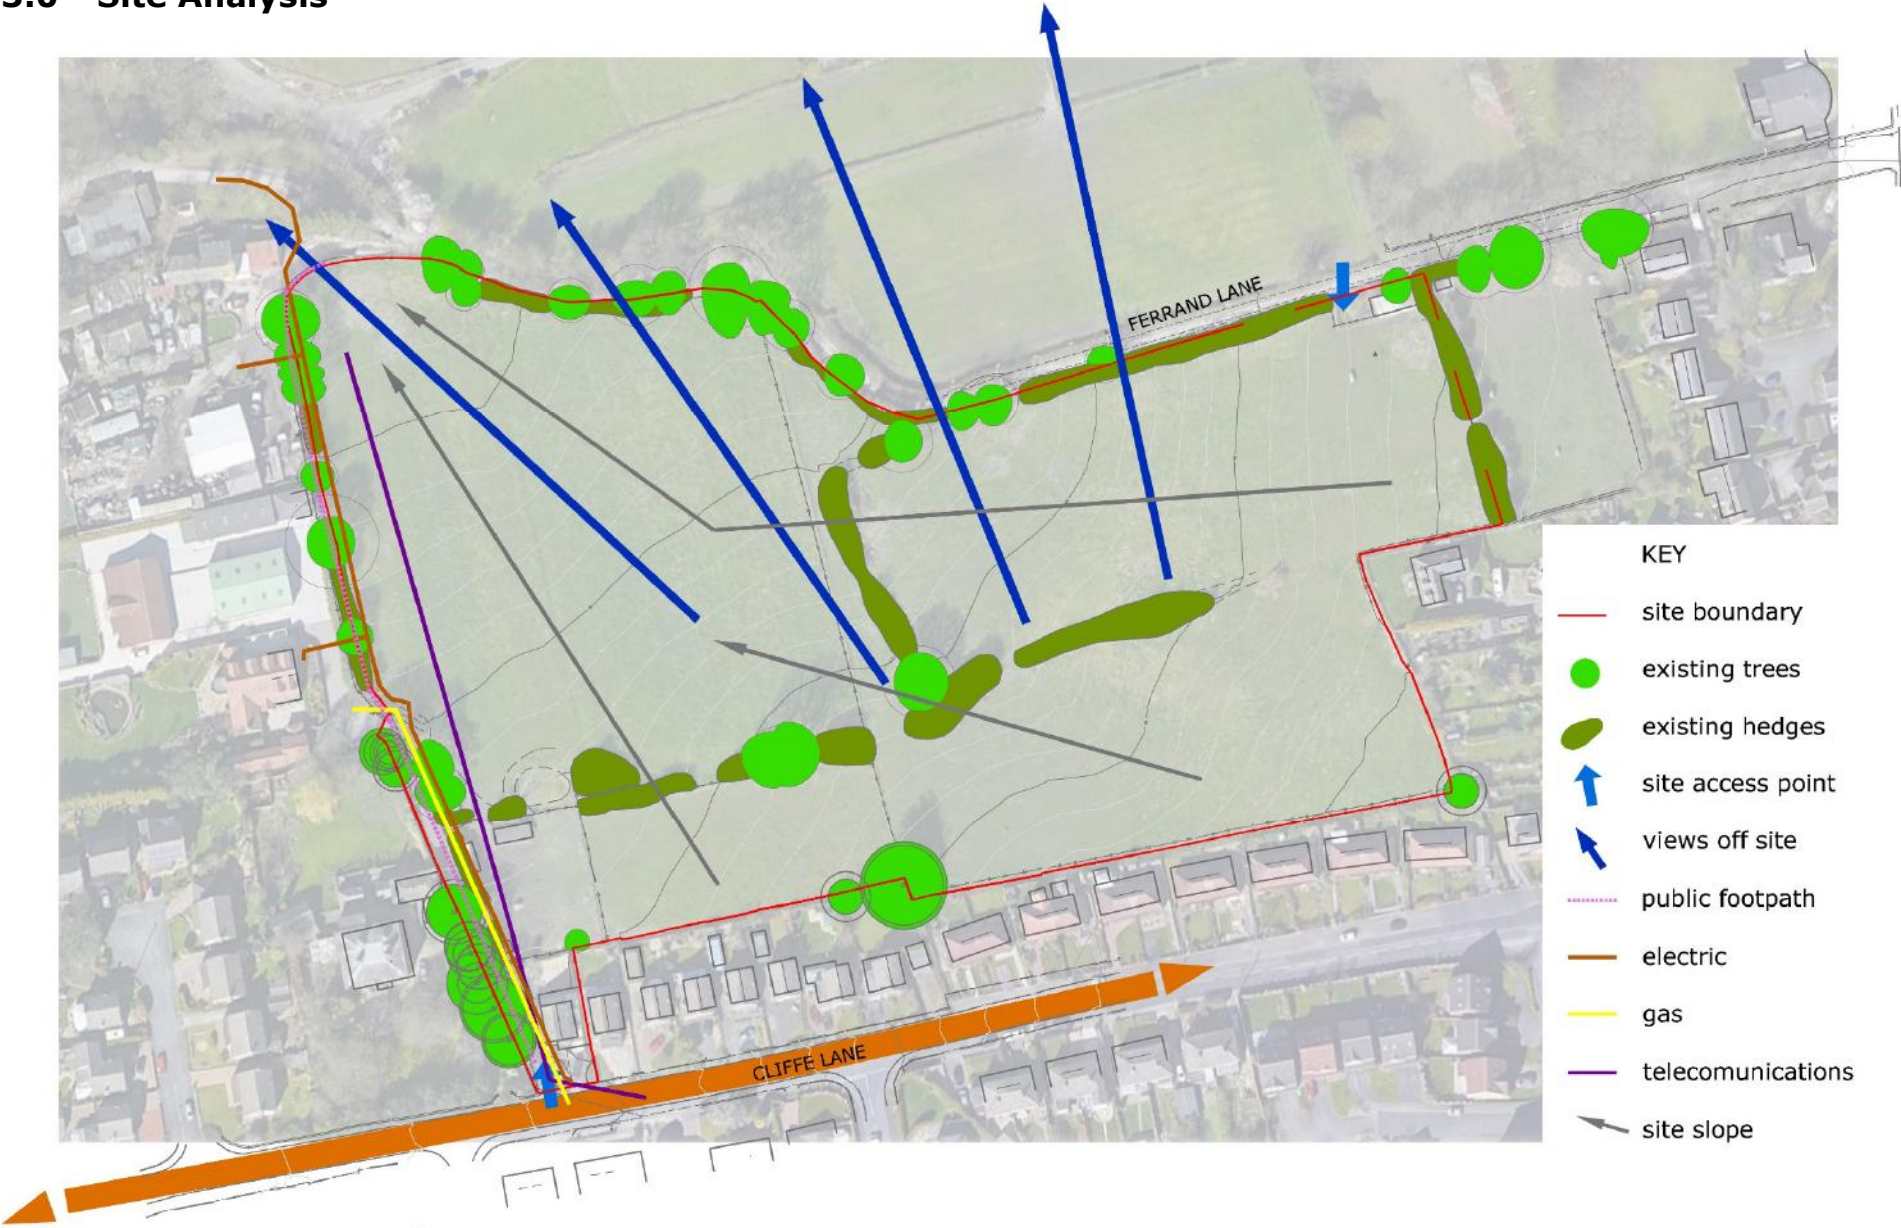 Site Analysis
FERRAND LANE
KEY
site boundary
existing trees
existing hedges
site access point
views off site
public footpath
electric
gas
telecomunications
site slope
CLIFFE LANE